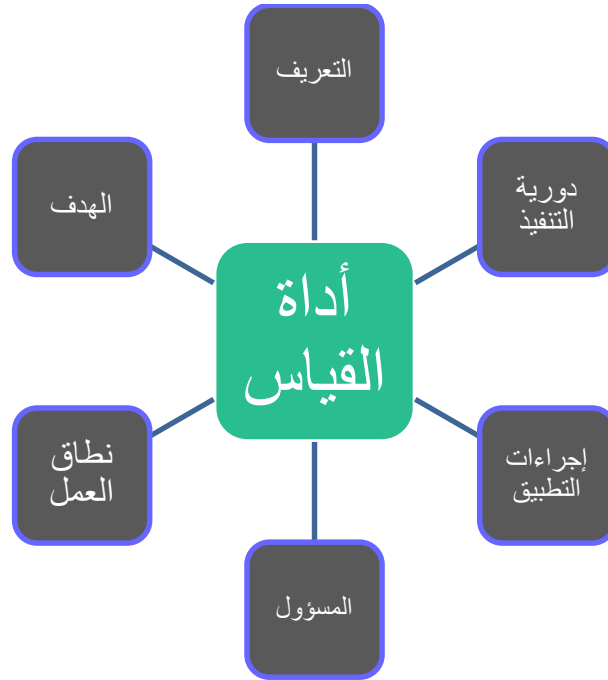 التعريف
دورية
التنفيذ
الهدف
أداة
القياس
نطاق
العمل
إجراءات
التطبيق
المسؤول